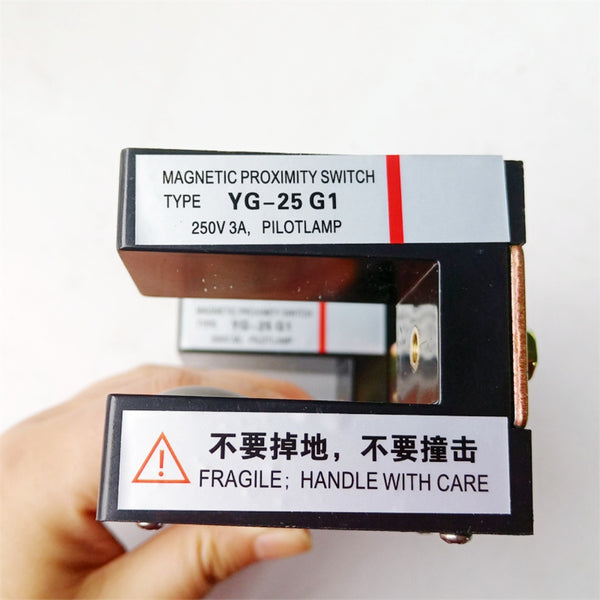 MAGNETIC PROXIMITY SWITCH
TYPE YG-25 G1
250V 3A, PILOTLAMP
MAGNETIC PROXIMITY SWITCH
TYPE YG-25 G1
PILOTLAMP
不要掉地，不要撞击
FRAGILE; HANDLE WITH CARE